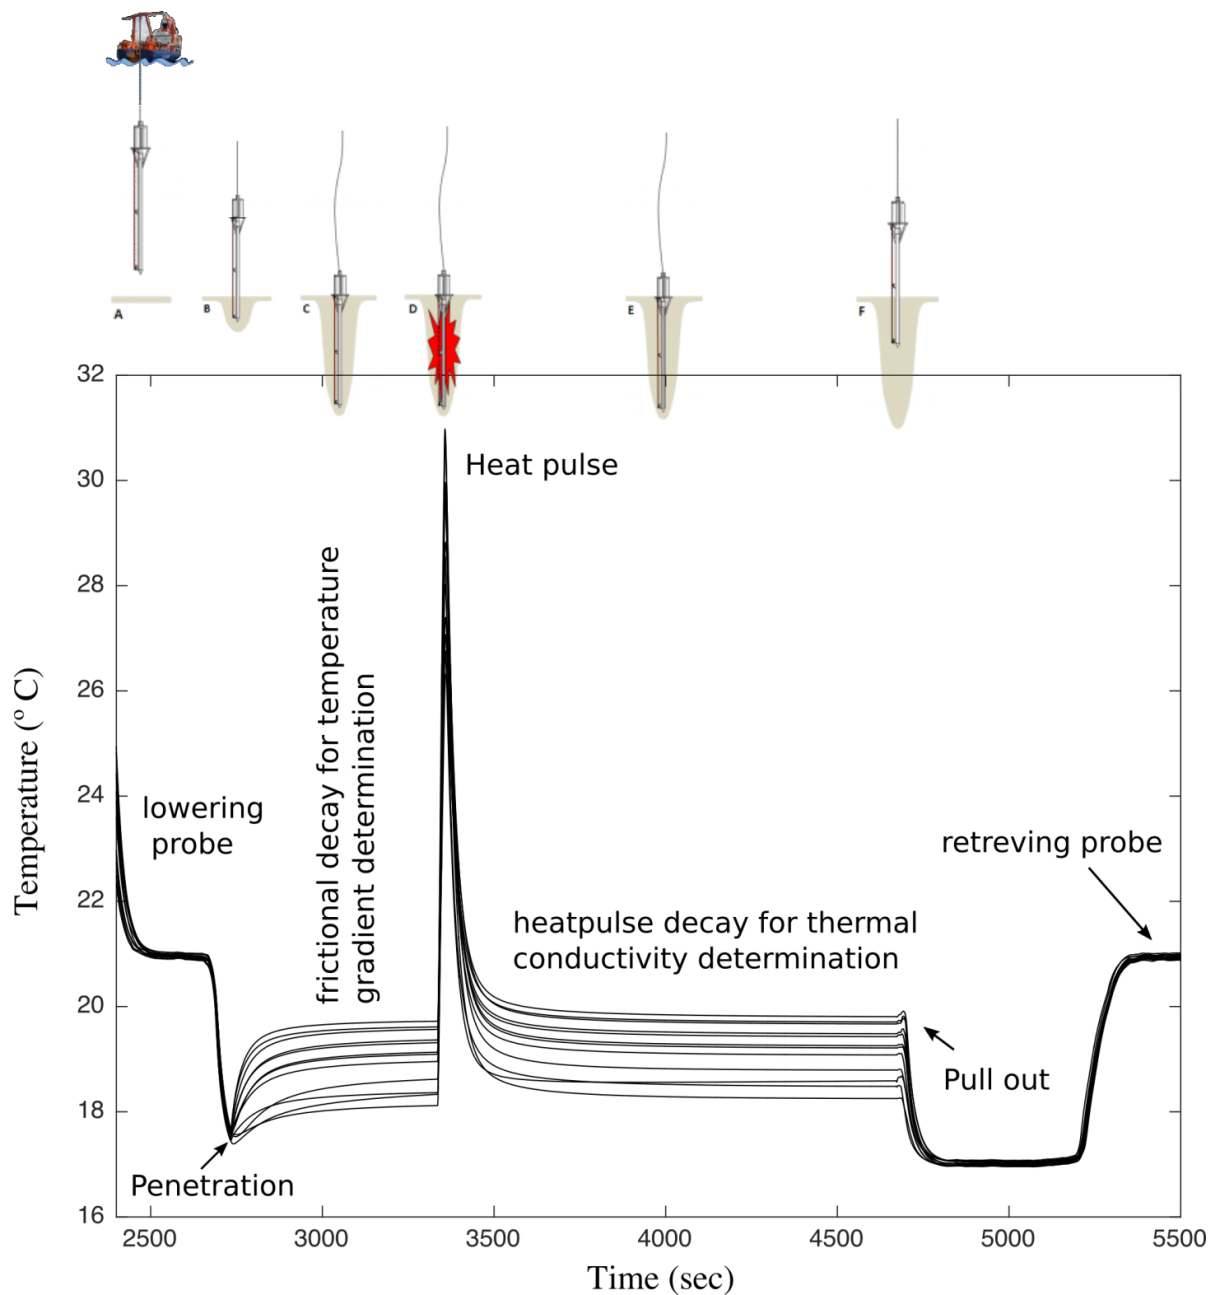 A
B
C
D
E
F
32
30
28
26
24
22
20
18
16
Temperature (º C)
Heat pulse
frictional decay for temperature
gradient determination
lowering
probe
retreving probe
heatpulse decay for thermal
conductivity determination
Pull out
Penetration
2500
3000
3500
4000
4500
5000
5500
Time (sec)